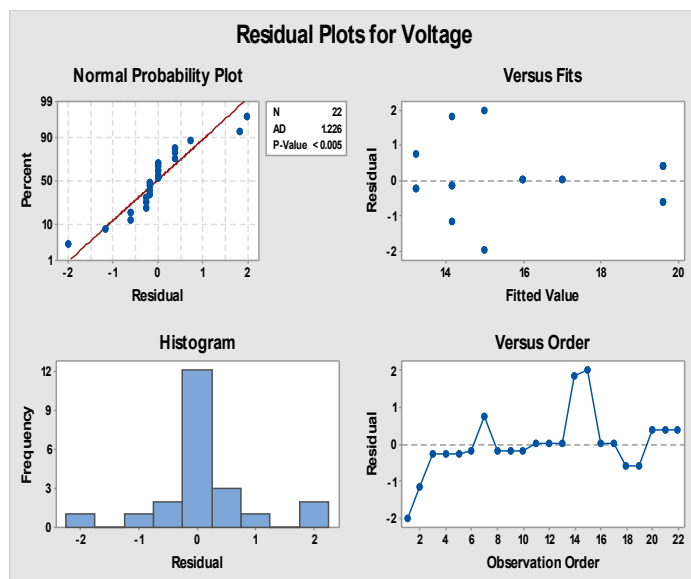 Residual Plots for Voltage
Normal Probability Plot
Versus Fits
99
90
50
10
1
Percent
-2 -1 0 1 2
Residual
N 22
AD 1.226
P-Value <0.005
2
1
0
-1
-2
Residual
14 16 18 20
Fitted Value
Histogram
Versus Order
12
9
6
3
0
Frequency
-2 -1 0 1 2
Residual
2
1
0
-1
-2
Residual
2 4 6 8 10 12 14 16 18 20 22
Observation Order